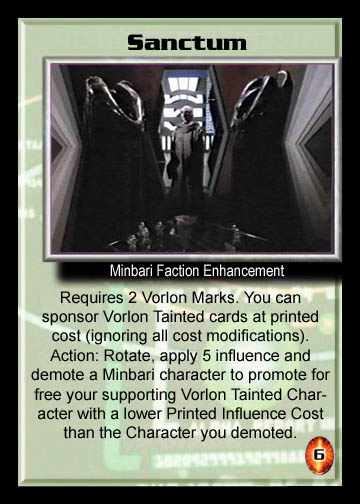 Sanctum
Minbari Faction Enhancement
Requires 2 Vorlon Marks. You can
sponsor Vorlon Tainted cards at printed
cost (ignoring all cost modifications).
Action: Rotate, apply 5 influence and
demote a Minbari character to promote for
free your supporting Vorlon Tainted Char-
acter with a lower Printed Influence Cost
than the Character you demoted.
6